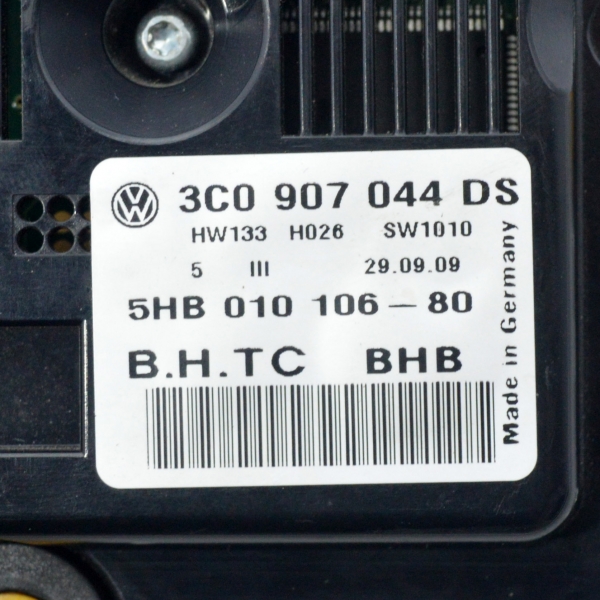 3C0 907 044 DS
HW133 H026 SW1010
5 III 29.09.09
5HB 010 106-80
B.H.TC BHB
Made in Germany